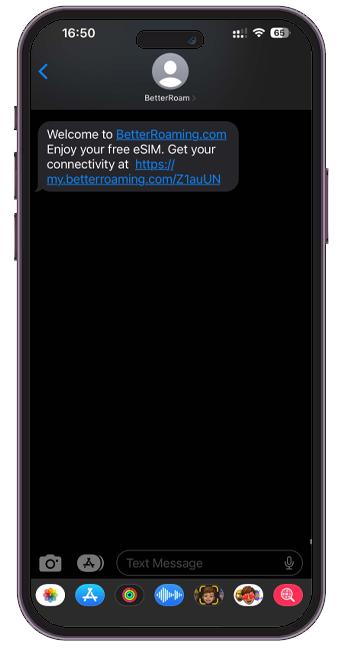 16:50
65
BetterRoam
Welcome to BetterRoaming.com
Enjoy your free eSIM. Get your
connectivity at https://
my.betterroaming.com/Z1auUN
Text Message